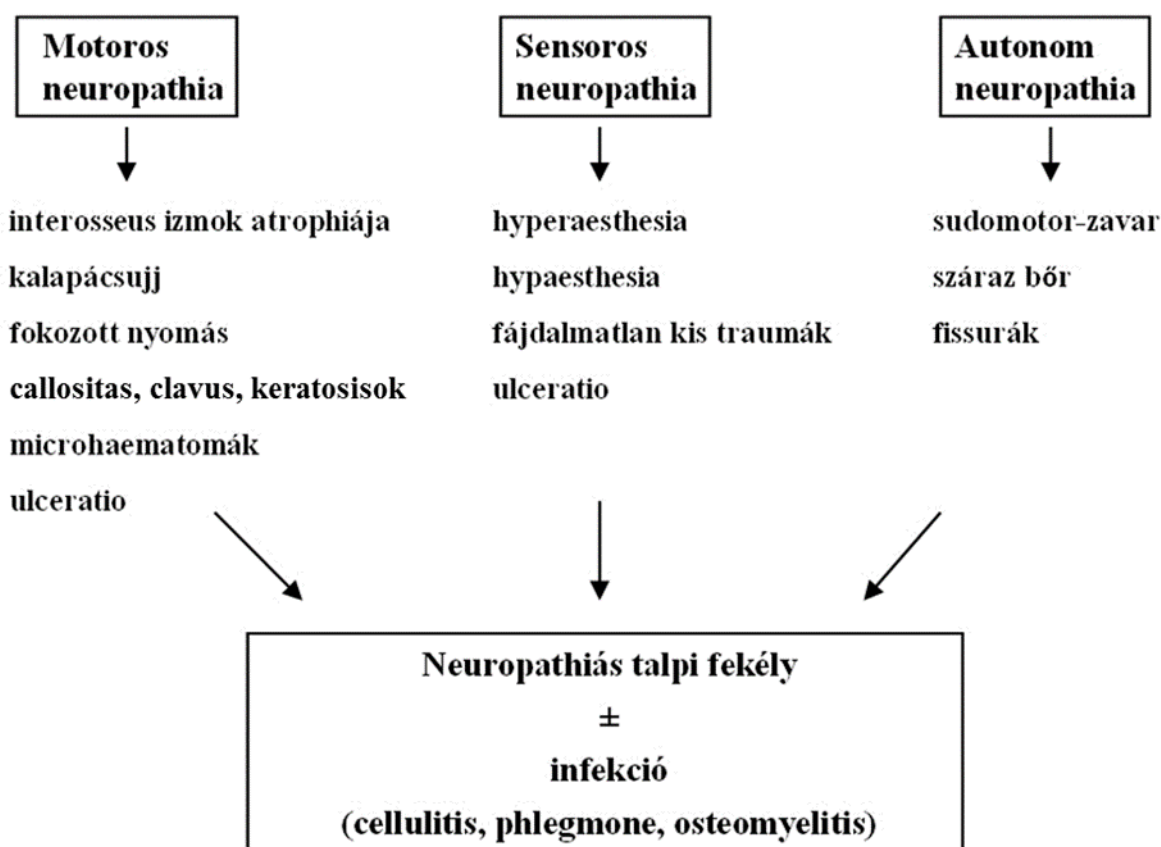 Motoros
neuropathia
Sensoros
neuropathia
Autonom
neuropathia
interosseus izmok atrophiája
kalapácsujj
fokozott nyomás
callositas, clavus, keratosisok
microhaematomák
ulceratio
hyperaesthesia
hypaesthesia
fájdalmatlan kis traumák
ulceratio
sudomotor-zavar
száraz bőr
fissurák
Neuropathiás talpi fekély
±
infekció
(cellulitis, phlegmone, osteomyelitis)